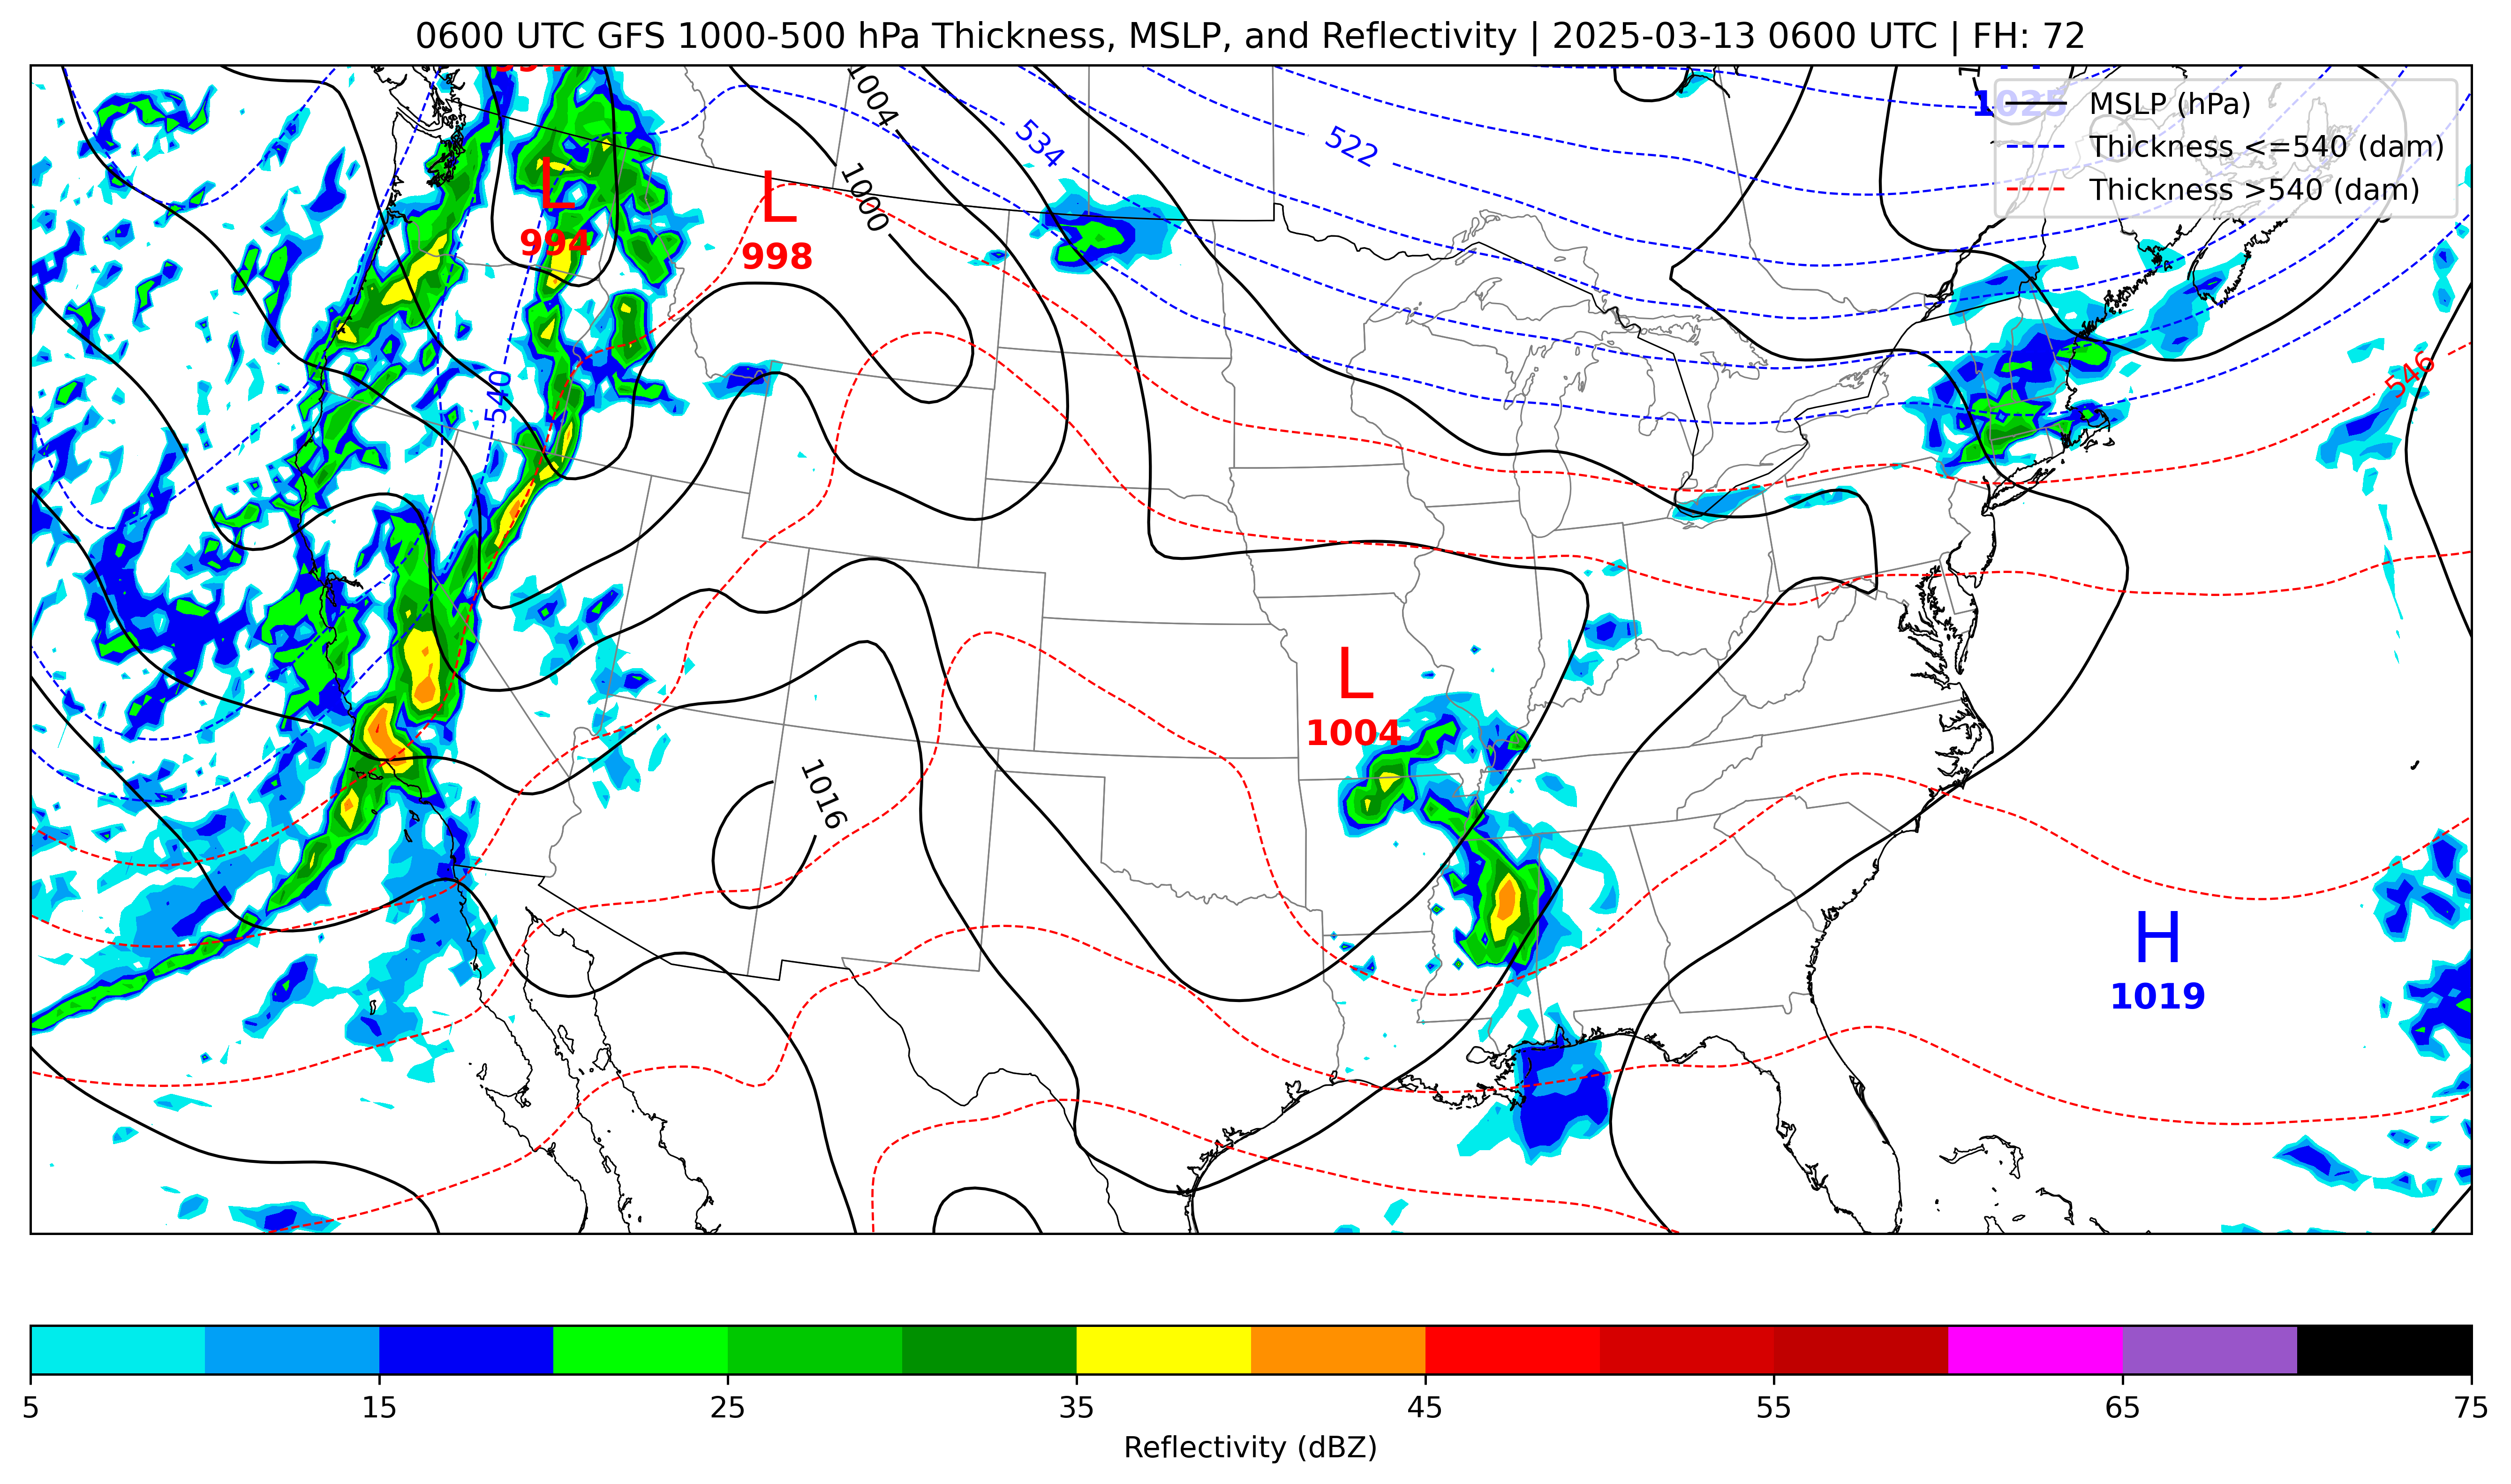 0600 UTC GFS 1000-500 hPa Thickness, MSLP, and Reflectivity | 2025-03-13 0600 UTC | FH: 72
1004
534
522
1025
MSLP (hPa)
Thickness <=540 (dam)
Thickness >540 (dam)
L
994
L
998
1000
540
546
L
1004
1016
H
1019
5 15 25 35 45 55 65 75
Reflectivity (dBZ)